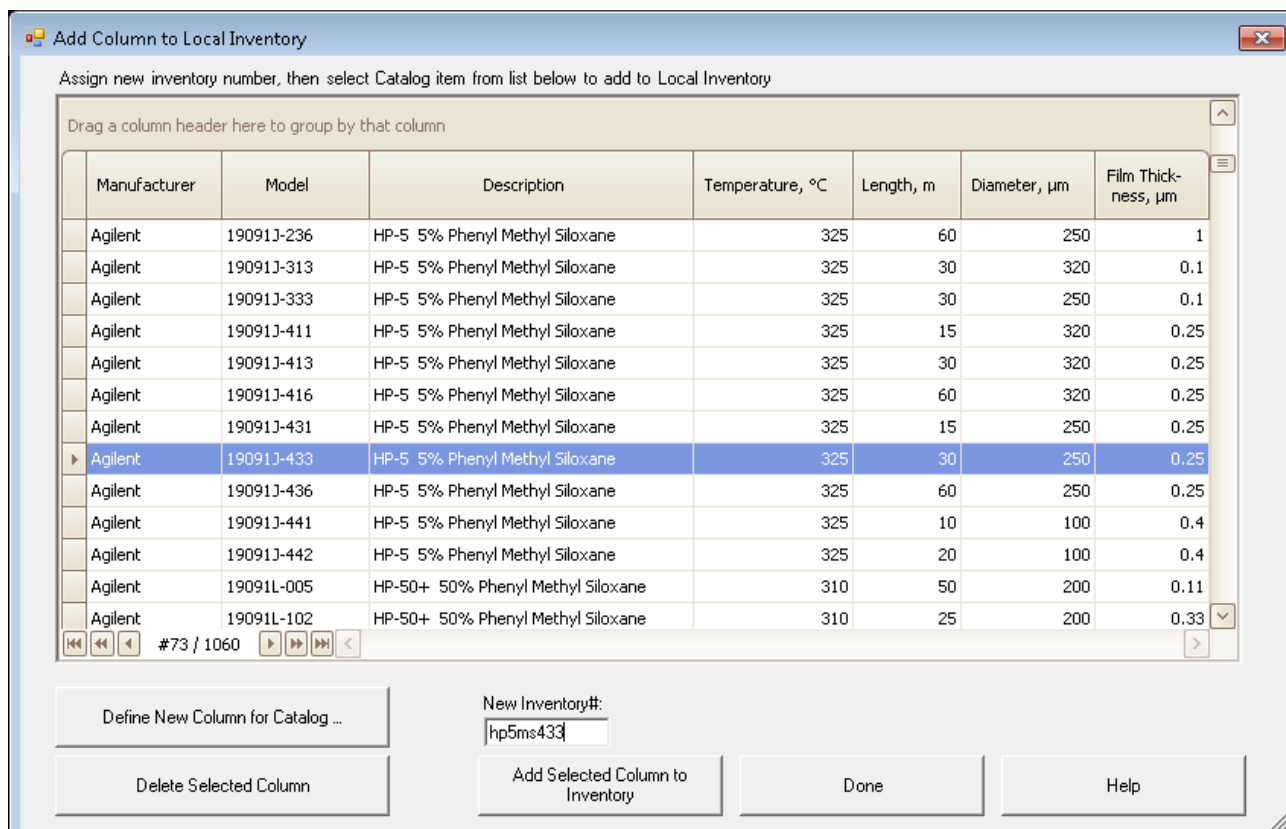 Add Column to Local Inventory
Assign new inventory number, then select Catalog item from list below to add to Local Inventory
Drag a column header here to group by that column
Manufacturer Model Description Temperature, °C Length, m Diameter, µm Film Thick-
ness, µm
Agilent 19091J-236 HP-5 5% Phenyl Methyl Siloxane 325 60 250 1
Agilent 19091J-313 HP-5 5% Phenyl Methyl Siloxane 325 30 320 0.1
Agilent 19091J-333 HP-5 5% Phenyl Methyl Siloxane 325 30 250 0.1
Agilent 19091J-411 HP-5 5% Phenyl Methyl Siloxane 325 15 320 0.25
Agilent 19091J-413 HP-5 5% Phenyl Methyl Siloxane 325 30 320 0.25
Agilent 19091J-416 HP-5 5% Phenyl Methyl Siloxane 325 60 320 0.25
Agilent 19091J-431 HP-5 5% Phenyl Methyl Siloxane 325 15 250 0.25
Agilent 19091J-433 HP-5 5% Phenyl Methyl Siloxane 325 30 250 0.25
Agilent 19091J-436 HP-5 5% Phenyl Methyl Siloxane 325 60 250 0.25
Agilent 19091J-441 HP-5 5% Phenyl Methyl Siloxane 325 10 100 0.4
Agilent 19091J-442 HP-5 5% Phenyl Methyl Siloxane 325 20 100 0.4
Agilent 19091L-005 HP-50+ 50% Phenyl Methyl Siloxane 310 50 200 0.11
Agilent 19091L-102 HP-50+ 50% Phenyl Methyl Siloxane 310 25 200 0.33
#73 / 1060
Define New Column for Catalog ...
New Inventory#:
hp5ms433
Delete Selected Column
Add Selected Column to
Inventory
Done
Help